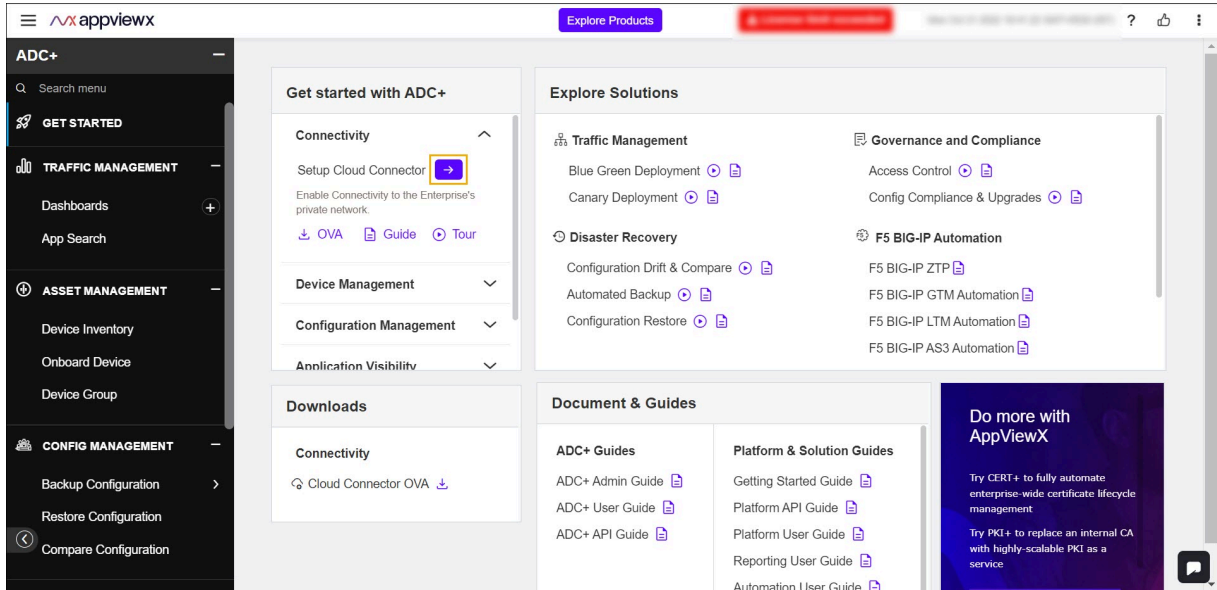 appviewx
Explore Products
?
ADC+
Search menu
GET STARTED
TRAFFIC MANAGEMENT
Dashboards
App Search
ASSET MANAGEMENT
Device Inventory
Onboard Device
Device Group
CONFIG MANAGEMENT
Backup Configuration
Restore Configuration
Compare Configuration
Get started with ADC+
Connectivity
Setup Cloud Connector
Enable Connectivity to the Enterprise's
private network.
OVA Guide Tour
Device Management
Configuration Management
Application Visibility
Explore Solutions
Traffic Management
Blue Green Deployment
Canary Deployment
Disaster Recovery
Configuration Drift & Compare
Automated Backup
Configuration Restore
Governance and Compliance
Access Control
Config Compliance & Upgrades
F5 BIG-IP Automation
F5 BIG-IP ZTP
F5 BIG-IP GTM Automation
F5 BIG-IP LTM Automation
F5 BIG-IP AS3 Automation
Downloads
Connectivity
Cloud Connector OVA
Document & Guides
ADC+ Guides
ADC+ Admin Guide
ADC+ User Guide
ADC+ API Guide
Platform & Solution Guides
Getting Started Guide
Platform API Guide
Platform User Guide
Reporting User Guide
Automation User Guide
Do more with
AppViewX
Try CERT+ to fully automate
enterprise-wide certificate lifecycle
management
Try PKI+ to replace an internal CA
with highly-scalable PKI as a
service